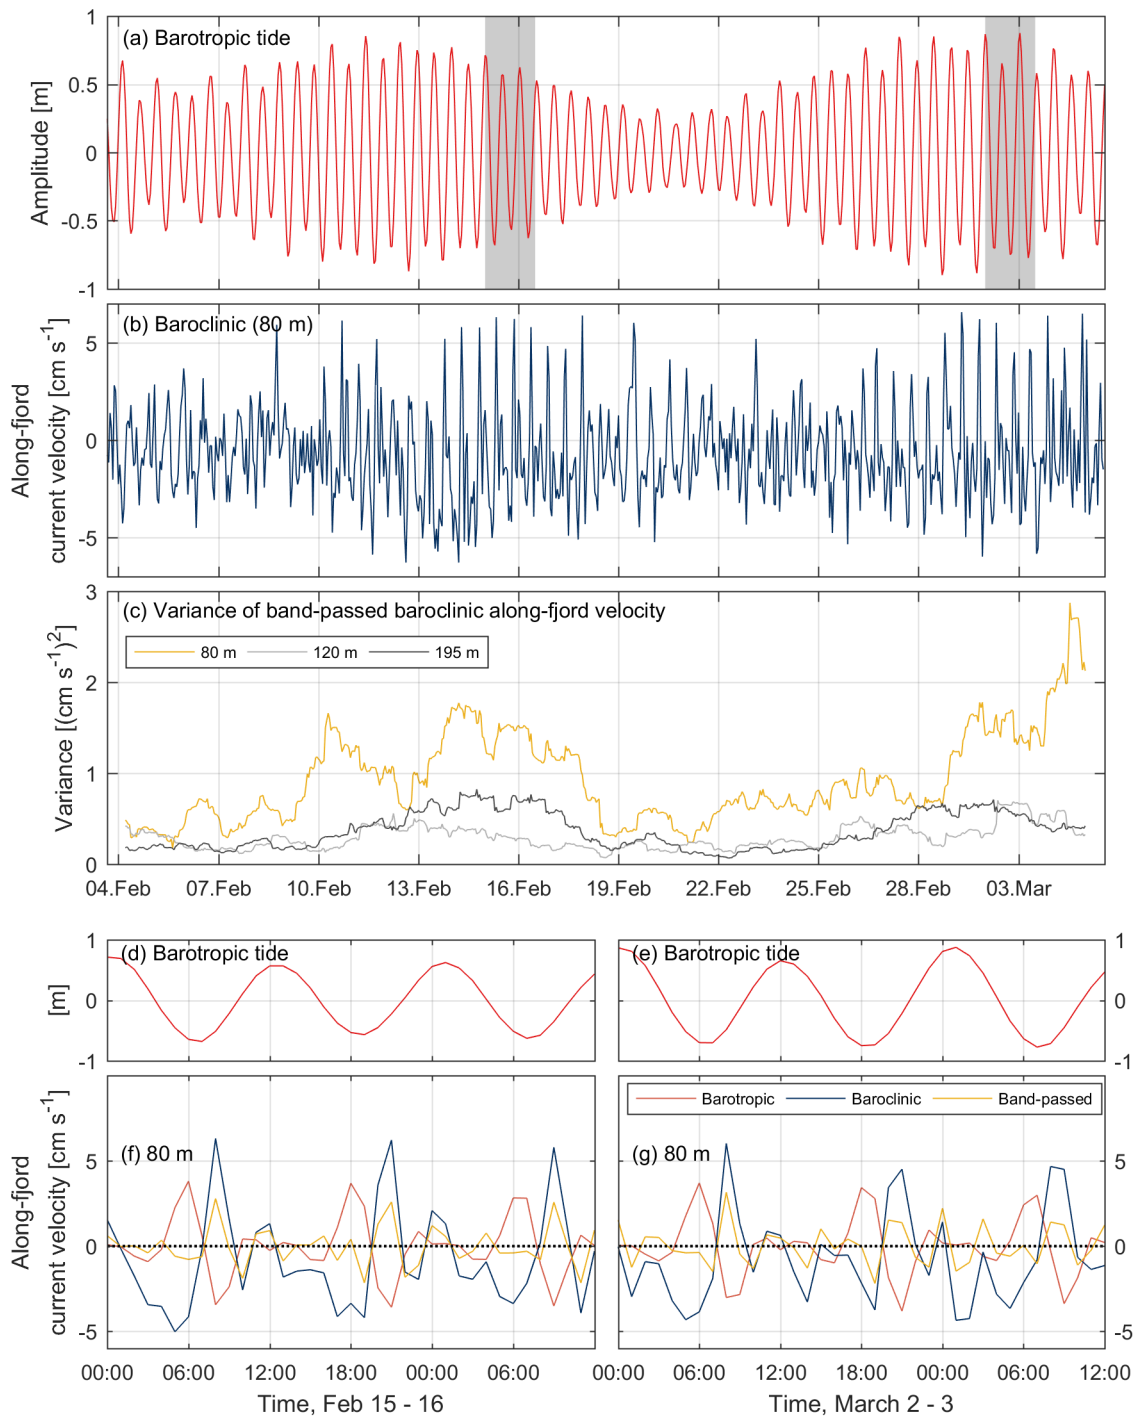 (a) Barotropic tide
Amplitude [m]
1
0.5
0
-0.5
-1
(b) Baroclinic (80 m)
Along-fjord
current velocity [cm s-1]
5
0
-5
(c) Variance of band-passed baroclinic along-fjord velocity
80 m 120 m 195 m
Variance [(cm s-1)2]
3
2
1
0
04.Feb 07.Feb 10.Feb 13.Feb 16.Feb 19.Feb 22.Feb 25.Feb 28.Feb 03.Mar
(d) Barotropic tide
[m]
1
0
-1
(e) Barotropic tide
1
0
-1
(f) 80 m
Along-fjord
current velocity [cm s-1]
5
0
-5
00:00 06:00 12:00 18:00 00:00 06:00
Time, Feb 15 - 16
Barotropic Baroclinic Band-passed
(g) 80 m
5
0
-5
00:00 06:00 12:00 18:00 00:00 06:00 12:00
Time, March 2 - 3